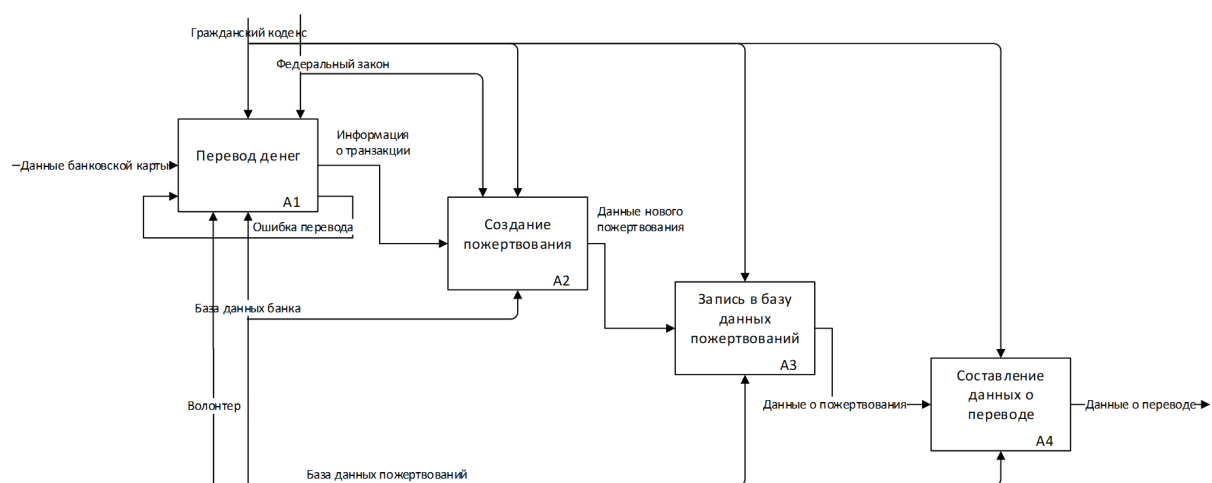 Гражданский кодекс
Федеральный закон
Перевод денег
A1
Данные банковской карты
Информация
о транзакции
Ошибка перевода
Создание
пожертвования
A2
Данные нового
пожертвования
База данных банка
Запись в базу
данных
пожертвований
A3
Составление
данных о
переводе
A4
Волонтер
Данные о пожертвования
Данные о переводе
База данных пожертвований